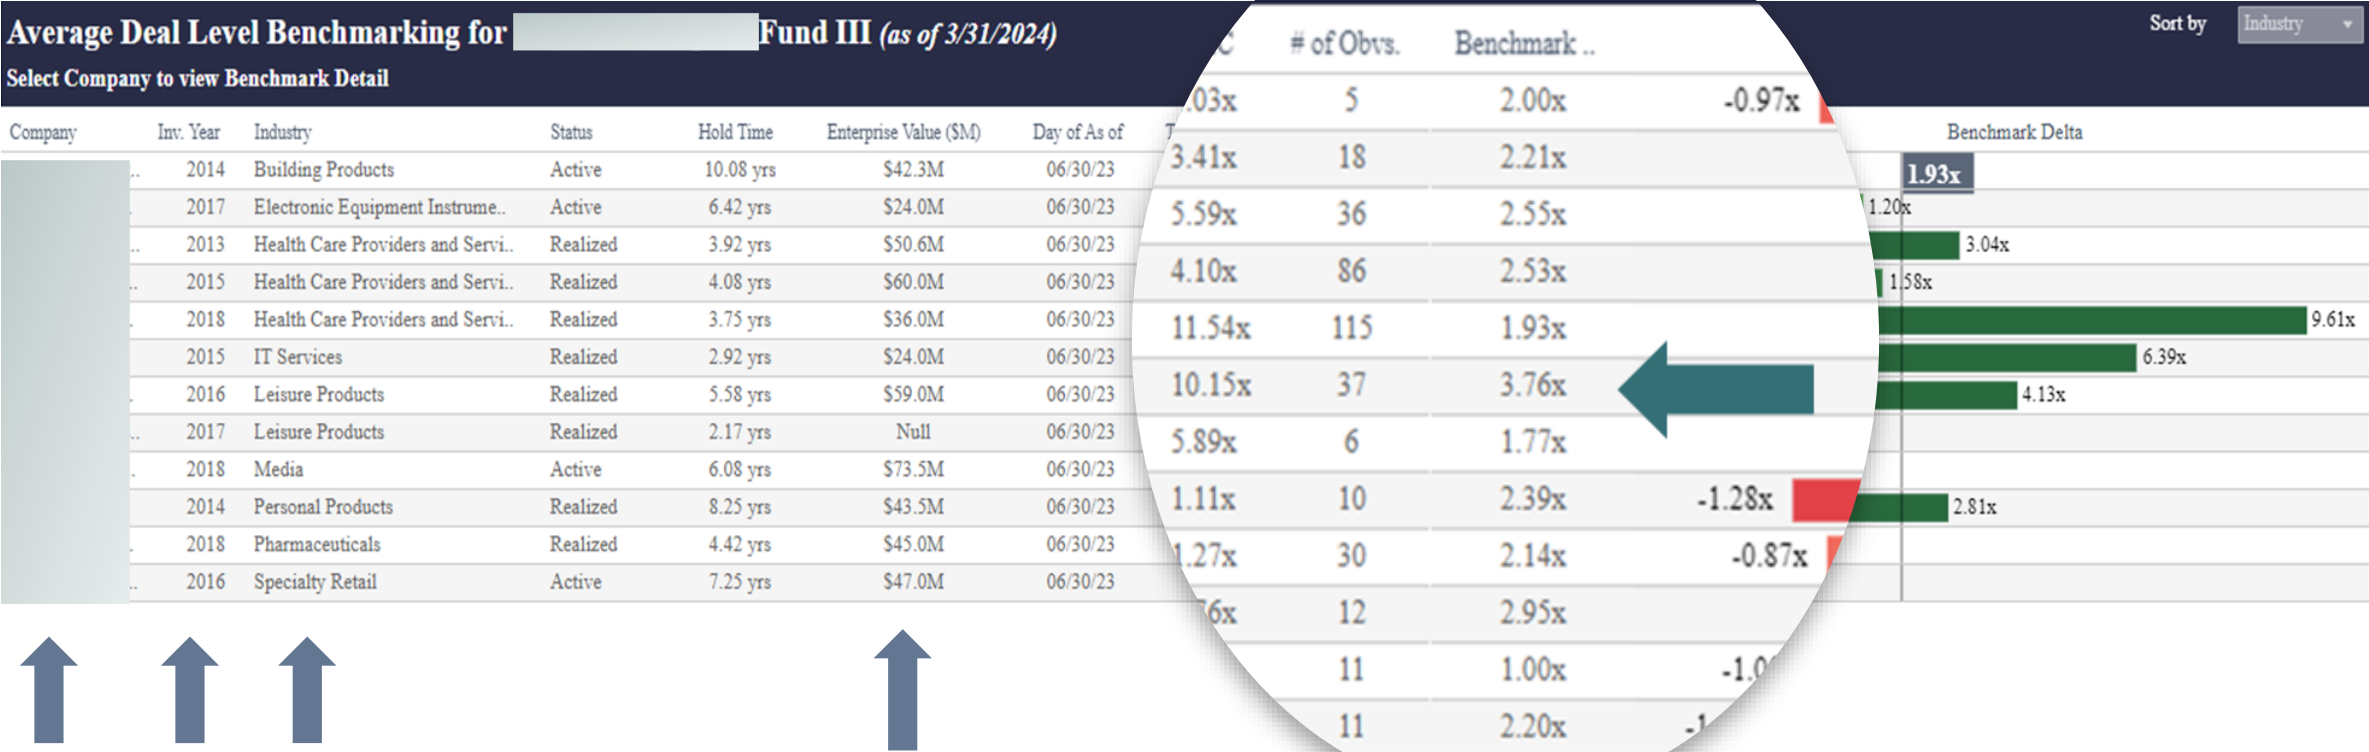 Average Deal Level Benchmarking for Fund III (as of 3/31/2024)
Sort by Industry
Select Company to view Benchmark Detail
Company Inv. Year Industry Status Hold Time Enterprise Value ($M) Day of As of # of Obvs. Benchmark .. Benchmark Delta
.. 2014 Building Products Active 10.08 yrs $42.3M 06/30/23 .03x 5 2.00x -0.97x 1.93x
. 2017 Electronic Equipment Instrume.. Active 6.42 yrs $24.0M 06/30/23 3.41x 18 2.21x 1.20x
.. 2013 Health Care Providers and Servi.. Realized 3.92 yrs $50.6M 06/30/23 5.59x 36 2.55x 3.04x
.. 2015 Health Care Providers and Servi.. Realized 4.08 yrs $60.0M 06/30/23 4.10x 86 2.53x 1.58x
. 2018 Health Care Providers and Servi.. Realized 3.75 yrs $36.0M 06/30/23 11.54x 115 1.93x 9.61x
2015 IT Services Realized 2.92 yrs $24.0M 06/30/23 10.15x 37 3.76x 6.39x
. 2016 Leisure Products Realized 5.58 yrs $59.0M 06/30/23 5.89x 6 1.77x 4.13x
.. 2017 Leisure Products Realized 2.17 yrs Null 06/30/23 1.11x 10 2.39x -1.28x
. 2018 Media Active 6.08 yrs $73.5M 06/30/23 1.27x 30 2.14x -0.87x
.. 2014 Personal Products Realized 8.25 yrs $43.5M 06/30/23 76x 12 2.95x 2.81x
. 2018 Pharmaceuticals Realized 4.42 yrs $45.0M 06/30/23 11 1.00x -1.0
.. 2016 Specialty Retail Active 7.25 yrs $47.0M 06/30/23 11 2.20x -1